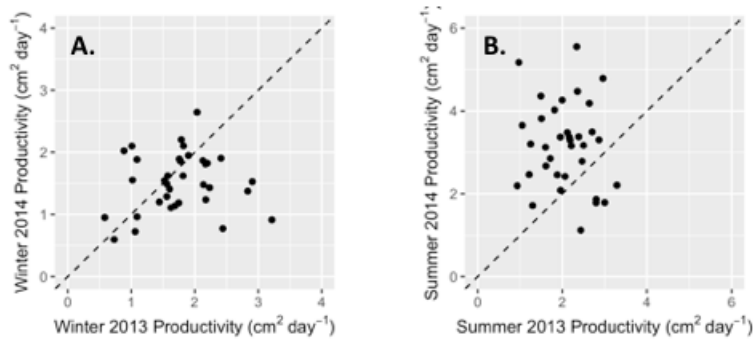 A.
Winter 2014 Productivity (cm² day⁻¹)
4
3
2
1
0
0 1 2 3 4
Winter 2013 Productivity (cm² day⁻¹)
B.
Summer 2014 Productivity (cm² day⁻¹)
6
4
2
0
0 2 4 6
Summer 2013 Productivity (cm² day⁻¹)